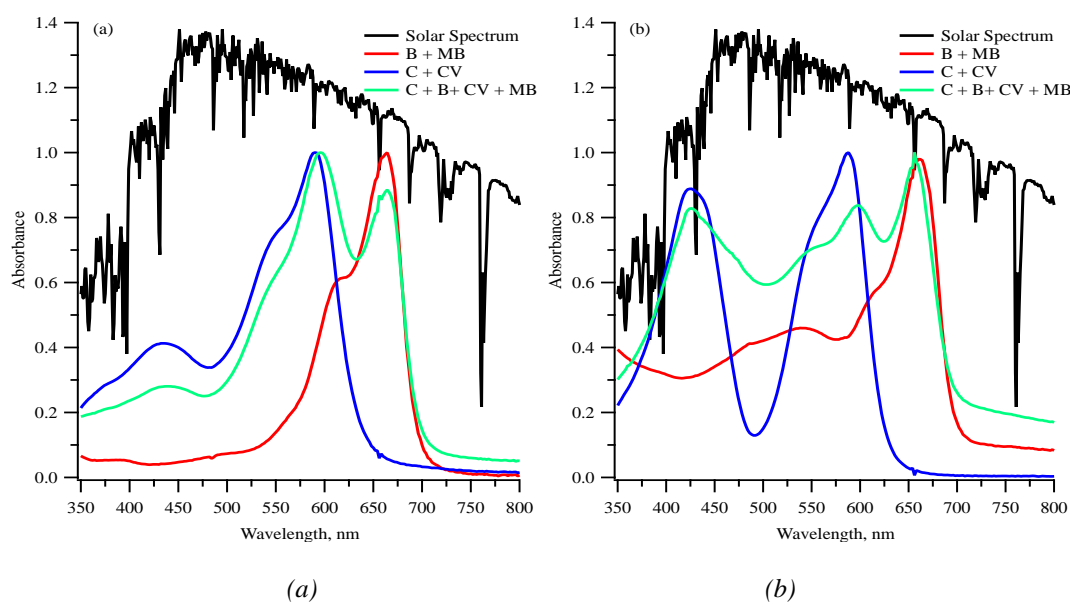 (a)
Solar Spectrum
B + MB
C + CV
C + B+ CV + MB
1.4
1.2
1.0
0.8
0.6
0.4
0.2
0.0
Absorbance
350 400 450 500 550 600 650 700 750 800
Wavelength, nm
(a)
(b)
Solar Spectrum
B + MB
C + CV
C + B+ CV + MB
1.4
1.2
1.0
0.8
0.6
0.4
0.2
0.0
Absorbance
350 400 450 500 550 600 650 700 750 800
Wavelength, nm
(b)